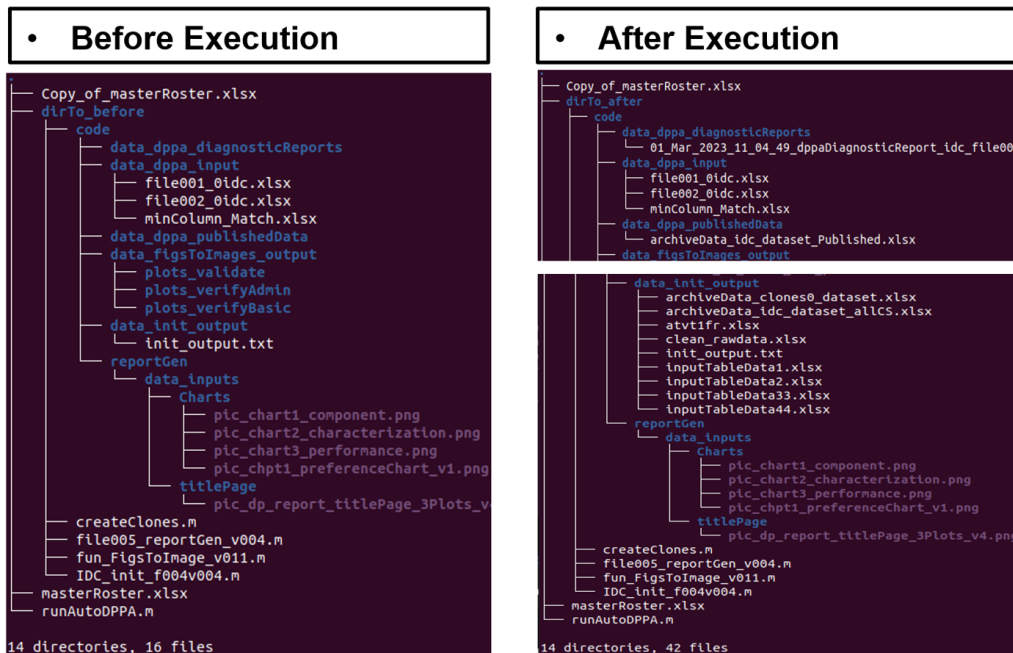 • Before Execution
.
├── Copy_of_masterRoster.xlsx
├── dirTo_before
│   └── code
│       ├── data_dppa_diagnosticReports
│       ├── data_dppa_input
│       │   ├── file001_0idc.xlsx
│       │   ├── file002_0idc.xlsx
│       │   └── minColumn_Match.xlsx
│       ├── data_dppa_publishedData
│       ├── data_figsToImages_output
│       │   ├── plots_validate
│       │   ├── plots_verifyAdmin
│       │   └── plots_verifyBasic
│       ├── data_init_output
│       │   └── init_output.txt
│       └── reportGen
│           └── data_inputs
│               ├── Charts
│               │   ├── pic_chart1_component.png
│               │   ├── pic_chart2_characterization.png
│               │   ├── pic_chart3_performance.png
│               │   └── pic_chpt1_preferenceChart_v1.png
│               └── titlePage
│                   └── pic_dp_report_titlePage_3Plots_v
├── createClones.m
├── file005_reportGen_v004.m
├── fun_FigsToImage_v011.m
└── IDC_init_f004v004.m
├── masterRoster.xlsx
└── runAutoDPPA.m
14 directories, 16 files
• After Execution
.
├── Copy_of_masterRoster.xlsx
├── dirTo_after
│   ├── code
│   │   ├── data_dppa_diagnosticReports
│   │   │   └── 01_Mar_2023_11_04_49_dppaDiagnosticReport_idc_file00
│   │   ├── data_dppa_input
│   │   │   ├── file001_0idc.xlsx
│   │   │   ├── file002_0idc.xlsx
│   │   │   └── minColumn_Match.xlsx
│   │   ├── data_dppa_publishedData
│   │   │   └── archiveData_idc_dataset_Published.xlsx
│   │   ├── data_figsToImages_output
│   │   ├── data_init_output
│   │   │   ├── archiveData_clones0_dataset.xlsx
│   │   │   ├── archiveData_idc_dataset_allCS.xlsx
│   │   │   ├── atvt1fr.xlsx
│   │   │   ├── clean_rawdata.xlsx
│   │   │   ├── init_output.txt
│   │   │   ├── inputTableData1.xlsx
│   │   │   ├── inputTableData2.xlsx
│   │   │   ├── inputTableData33.xlsx
│   │   │   └── inputTableData44.xlsx
│   │   └── reportGen
│   │       └── data_inputs
│   │           ├── Charts
│   │           │   ├── pic_chart1_component.png
│   │           │   ├── pic_chart2_characterization.png
│   │           │   ├── pic_chart3_performance.png
│   │           │   └── pic_chpt1_preferenceChart_v1.png
│   │           └── titlePage
│   │               └── pic_dp_report_titlePage_3Plots_v4.png
│   ├── createClones.m
│   ├── file005_reportGen_v004.m
│   ├── fun_FigsToImage_v011.m
│   └── IDC_init_f004v004.m
├── masterRoster.xlsx
└── runAutoDPPA.m
14 directories, 42 files